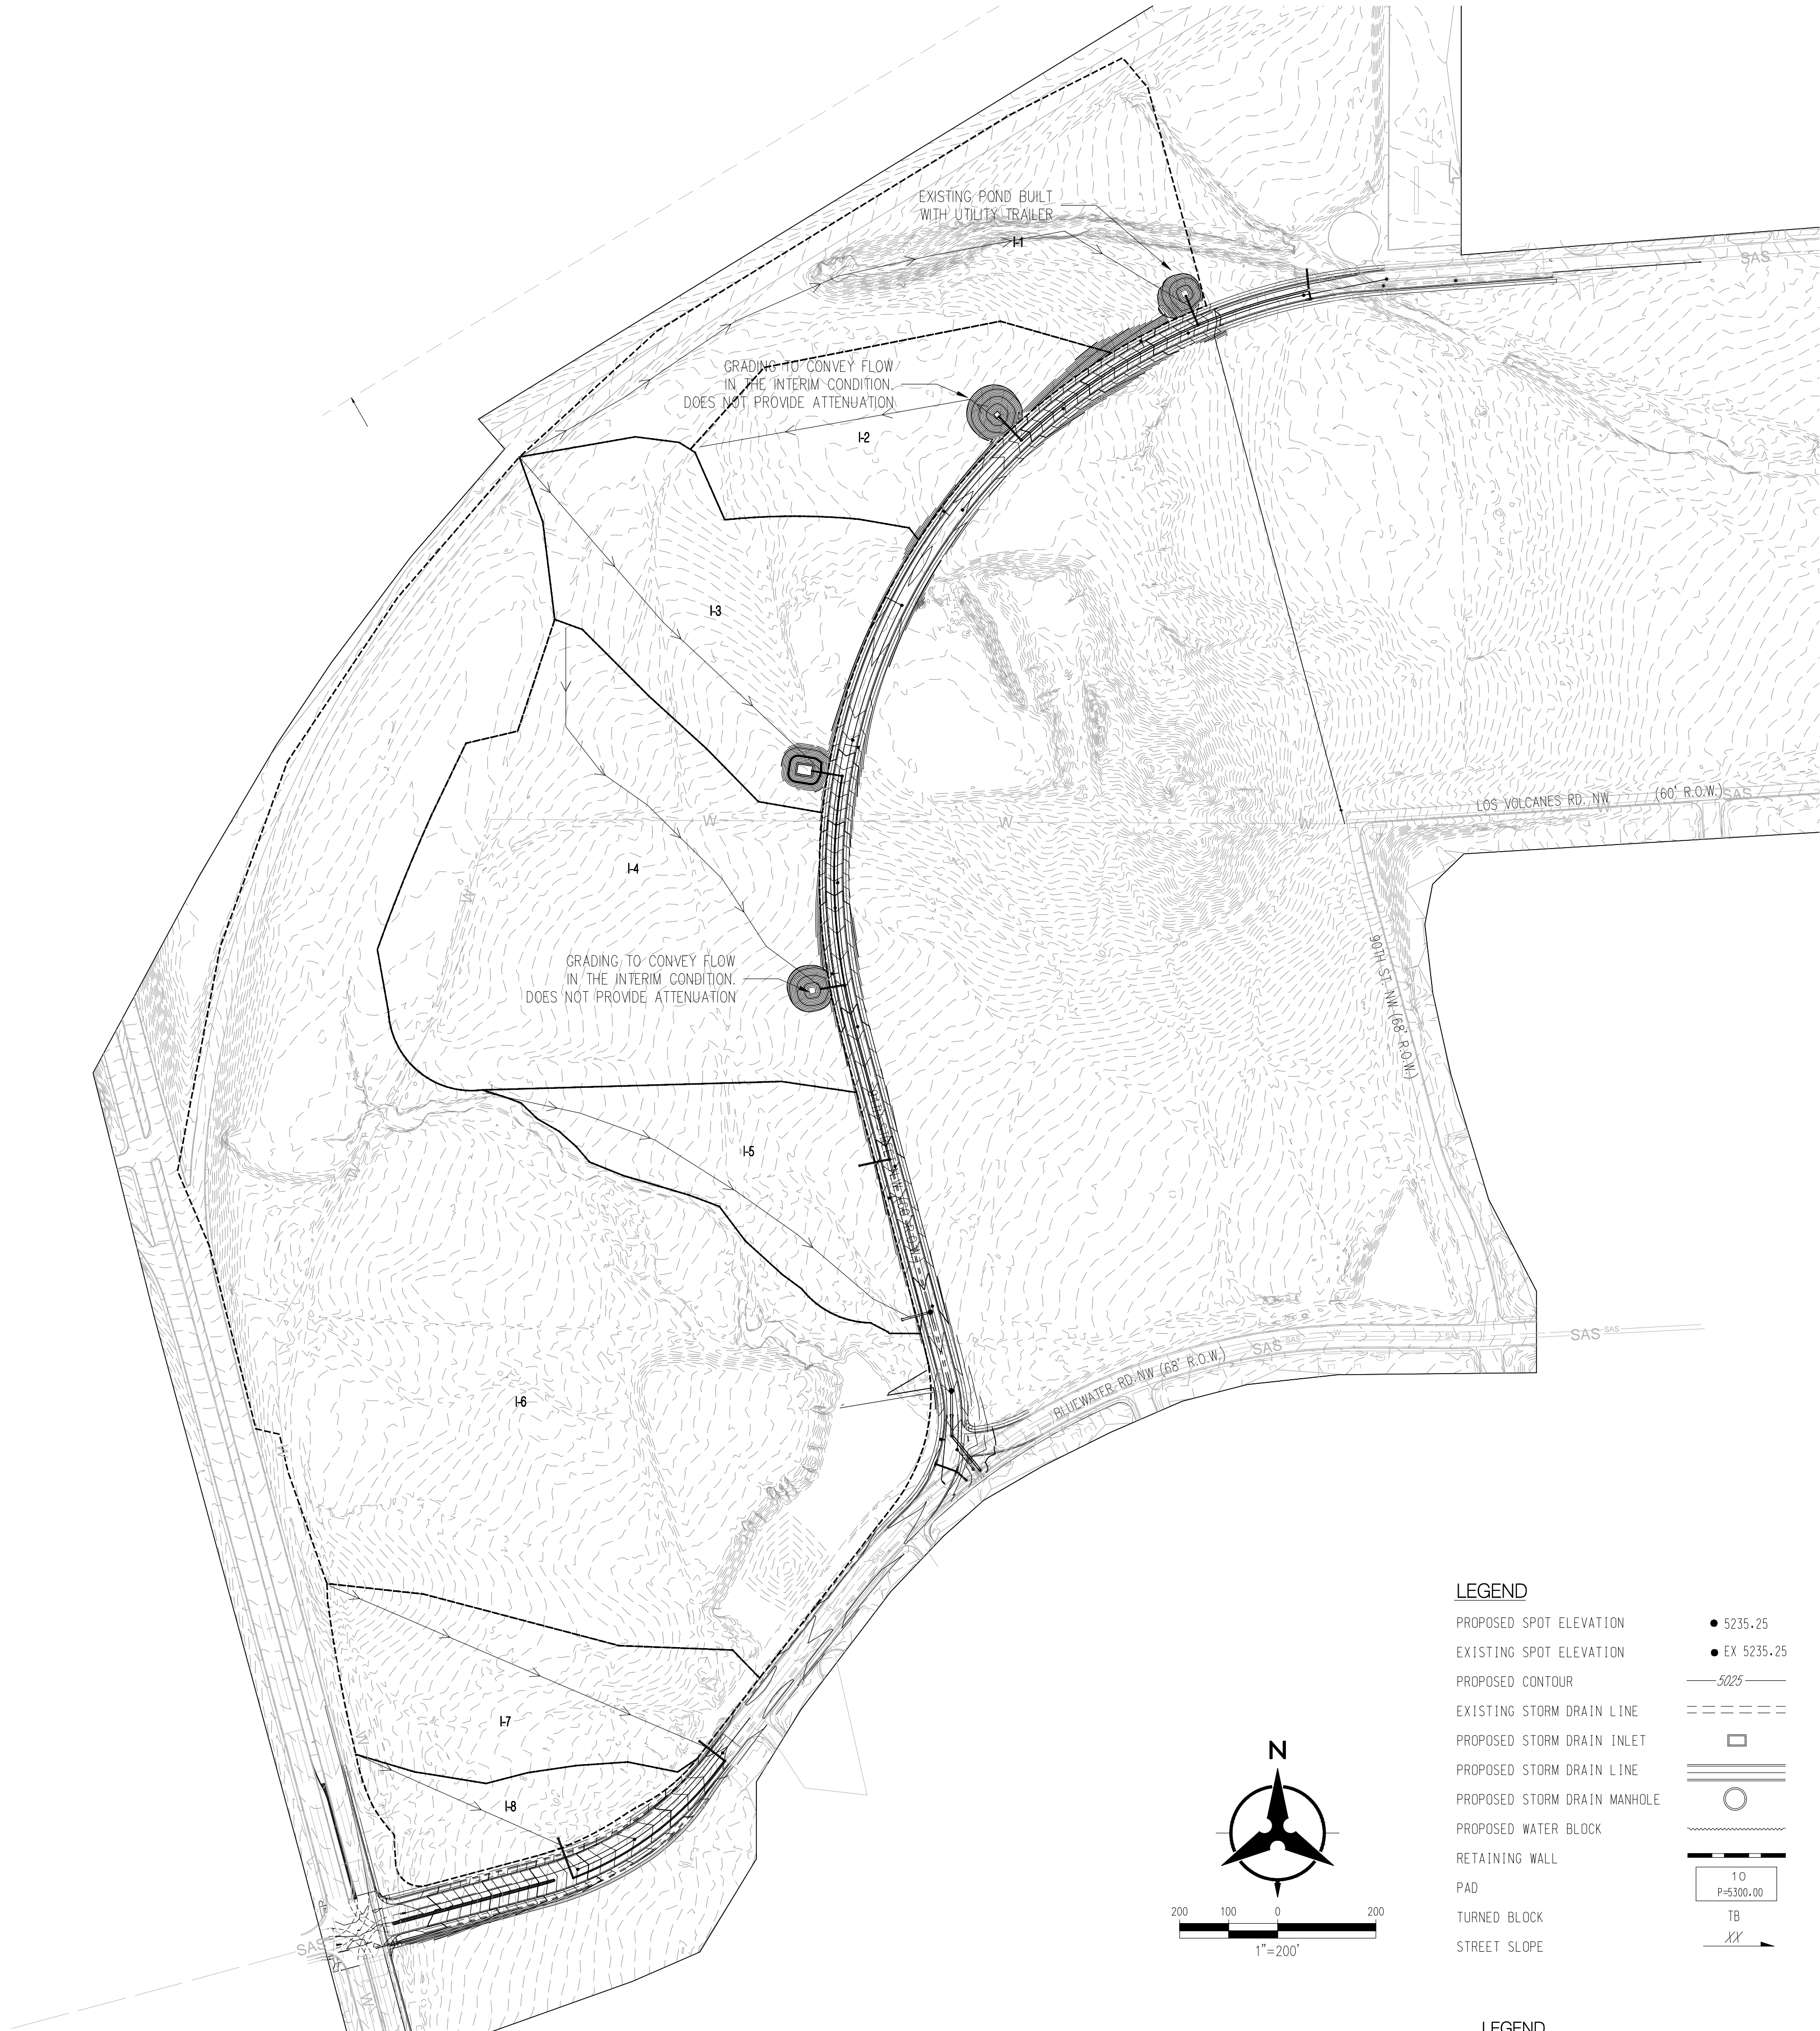 EXISTING POND BUILT
WITH UTILITY TRAILER
I-1
SAS
GRADING TO CONVEY FLOW
IN THE INTERIM CONDITION.
DOES NOT PROVIDE ATTENUATION
I-2
I-3
LOS VOLCANES RD. NW (60' R.O.W.)
SAS
W
W
W
I-4
W
90TH ST. NW (68' R.O.W.)
GRADING TO CONVEY FLOW
IN THE INTERIM CONDITION.
DOES NOT PROVIDE ATTENUATION
I-5
W
SAS SAS
SAS SAS
W
SAS
BLUEWATER RD. NW (68' R.O.W.)
I-6
W
SAS
I-7
W
I-8
SAS
W
N
200 100 0 200
1"=200'
LEGEND
PROPOSED SPOT ELEVATION 5235.25
EXISTING SPOT ELEVATION EX 5235.25
PROPOSED CONTOUR 5025
EXISTING STORM DRAIN LINE
PROPOSED STORM DRAIN INLET
PROPOSED STORM DRAIN LINE
PROPOSED STORM DRAIN MANHOLE
PROPOSED WATER BLOCK
RETAINING WALL
PAD 10
P=5300.00
TURNED BLOCK TB
STREET SLOPE XX
LEGEND